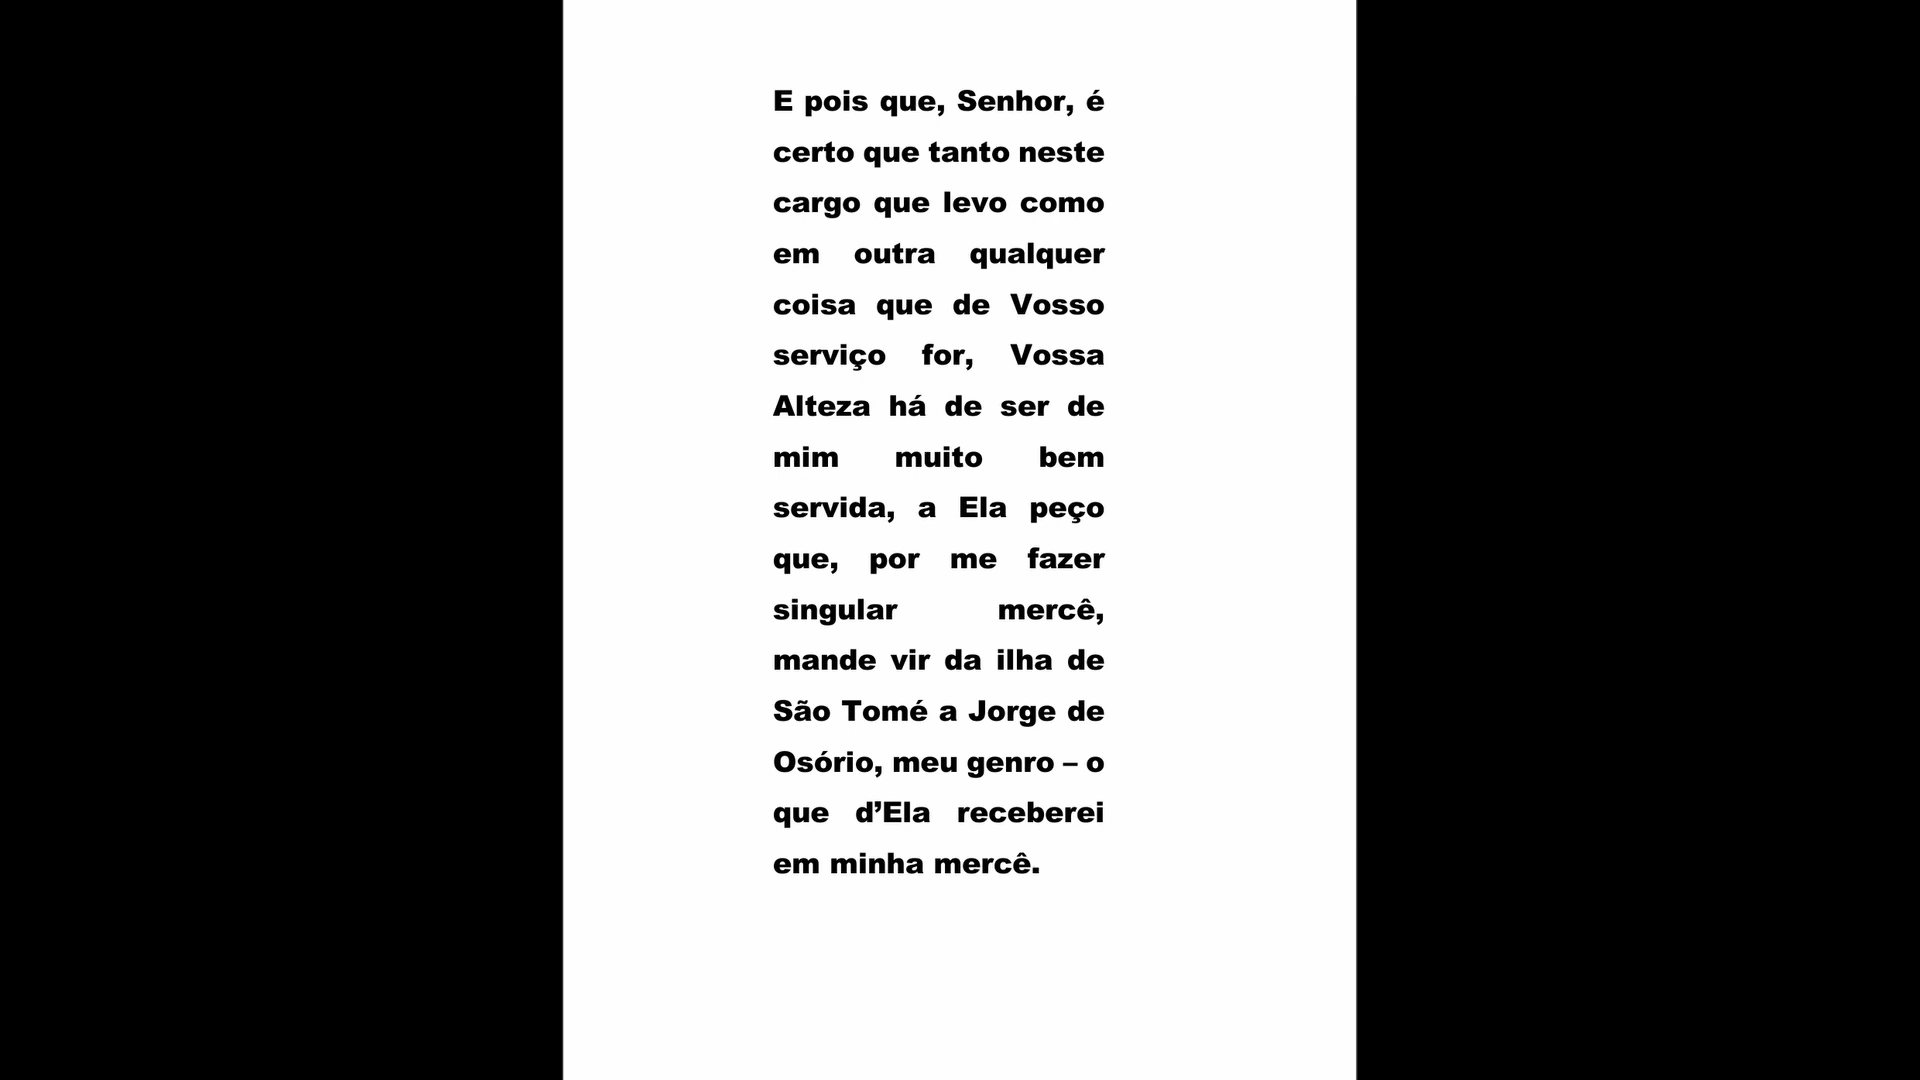 E pois que, Senhor, é
certo que tanto neste
cargo que levo como
em outra qualquer
coisa que de Vosso
serviço for, Vossa
Alteza há de ser de
mim muito bem
servida, a Ela peço
que, por me fazer
singular mercê,
mande vir da ilha de
São Tomé a Jorge de
Osório, meu genro – o
que d’Ela receberei
em minha mercê.